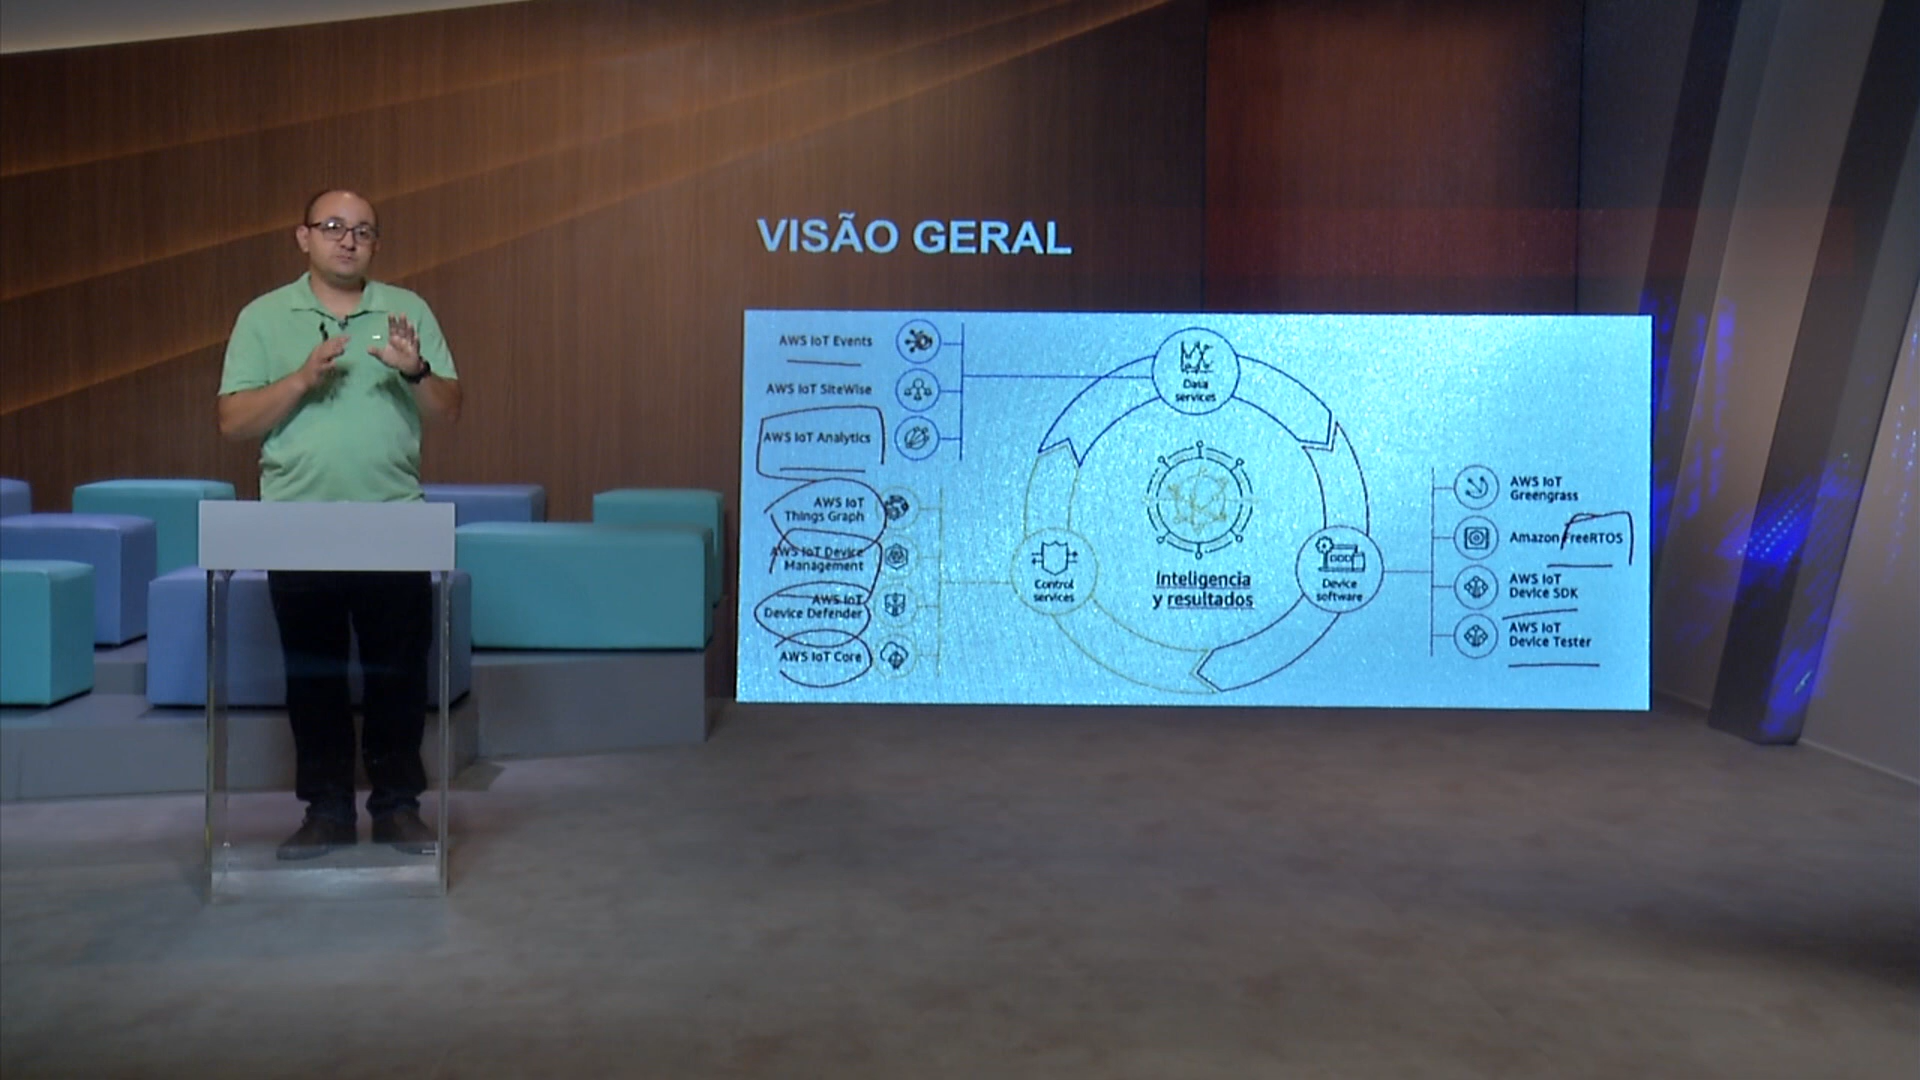 VISÃO GERAL
AWS IoT Events
AWS IoT SiteWise
AWS IoT Analytics
AWS IoT
Things Graph
AWS IoT Device
Management
AWS IoT
Device Defender
AWS IoT Core
Data
services
Control
services
Inteligencia
y resultados
Device
software
AWS IoT
Greengrass
Amazon FreeRTOS
AWS IoT
Device SDK
AWS IoT
Device Tester